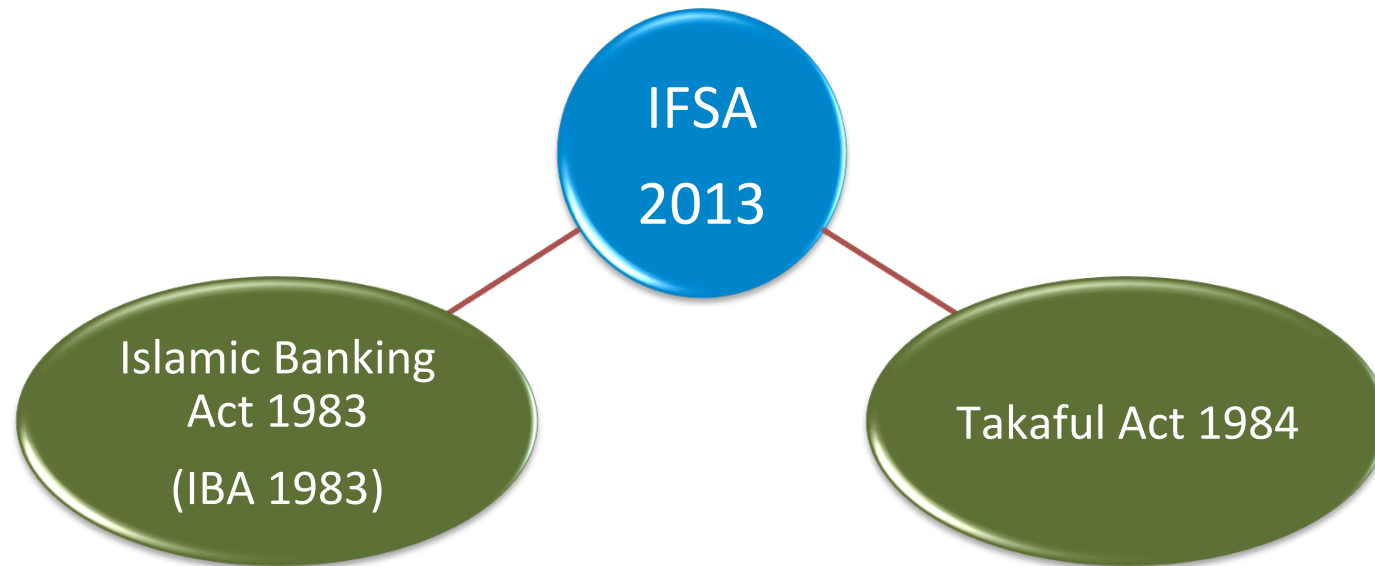 IFSA
2013
Islamic Banking
Act 1983
(IBA 1983)
Takaful Act 1984